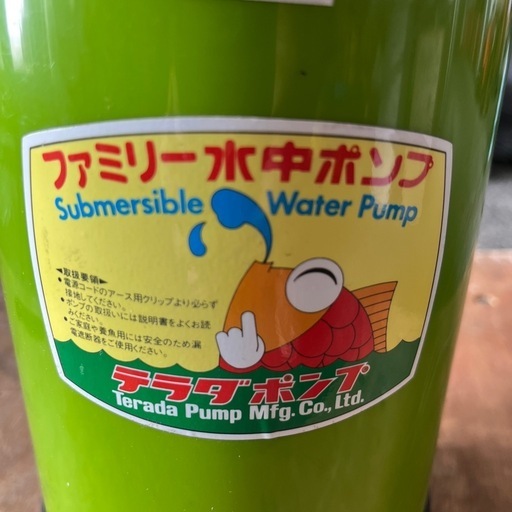 ファミリー水中ポンプ
Submersible Water Pump
◄取扱要領►
●電源コードのアース用クリップより必らず
接地してください。
●ポンプの取扱いには説明書をよくお読
みください。
●ご家庭や養魚用には安全のため漏
電遮断器をご使用ください。
テラダポンプ
Terada Pump Mfg. Co., Ltd.